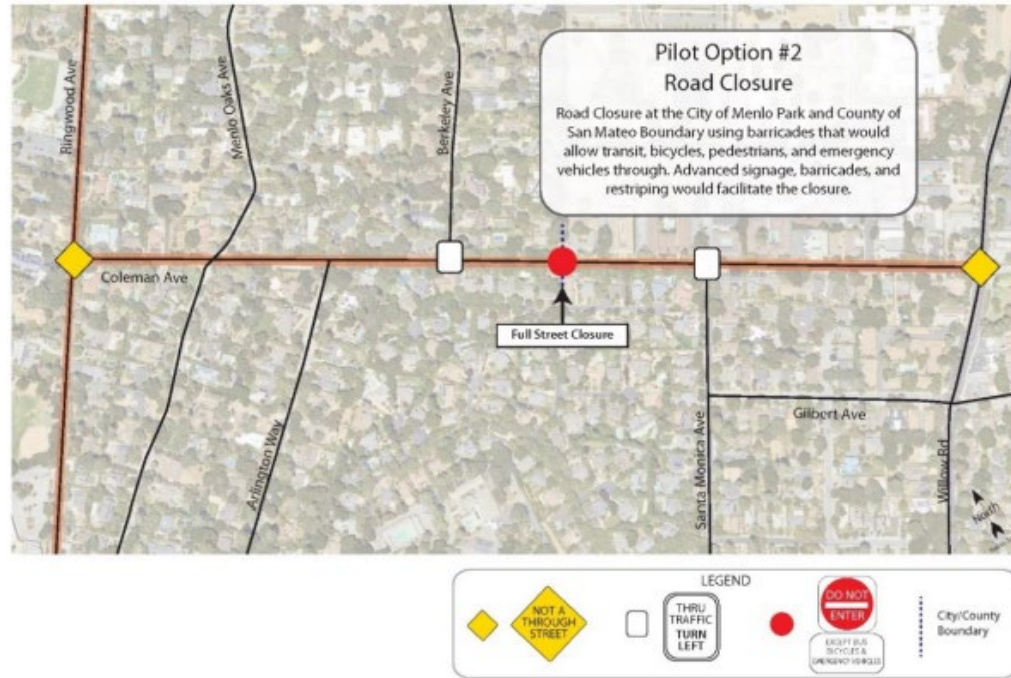 Pilot Option #2
Road Closure
Road Closure at the City of Menlo Park and County of
San Mateo Boundary using barricades that would
allow transit, bicycles, pedestrians, and emergency
vehicles through. Advanced signage, barricades, and
restriping would facilitate the closure.
Ringwood Ave
Menlo Oaks Ave
Berkeley Ave
Coleman Ave
Full Street Closure
Arlington Way
Santa Monica Ave
Gilbert Ave
Willow Rd
North
LEGEND
NOT A
THROUGH
STREET
THRU
TRAFFIC
TURN
LEFT
DO NOT
ENTER
EXCEPT BUS
BICYCLES &
EMERGENCY VEHICLES
City/County
Boundary